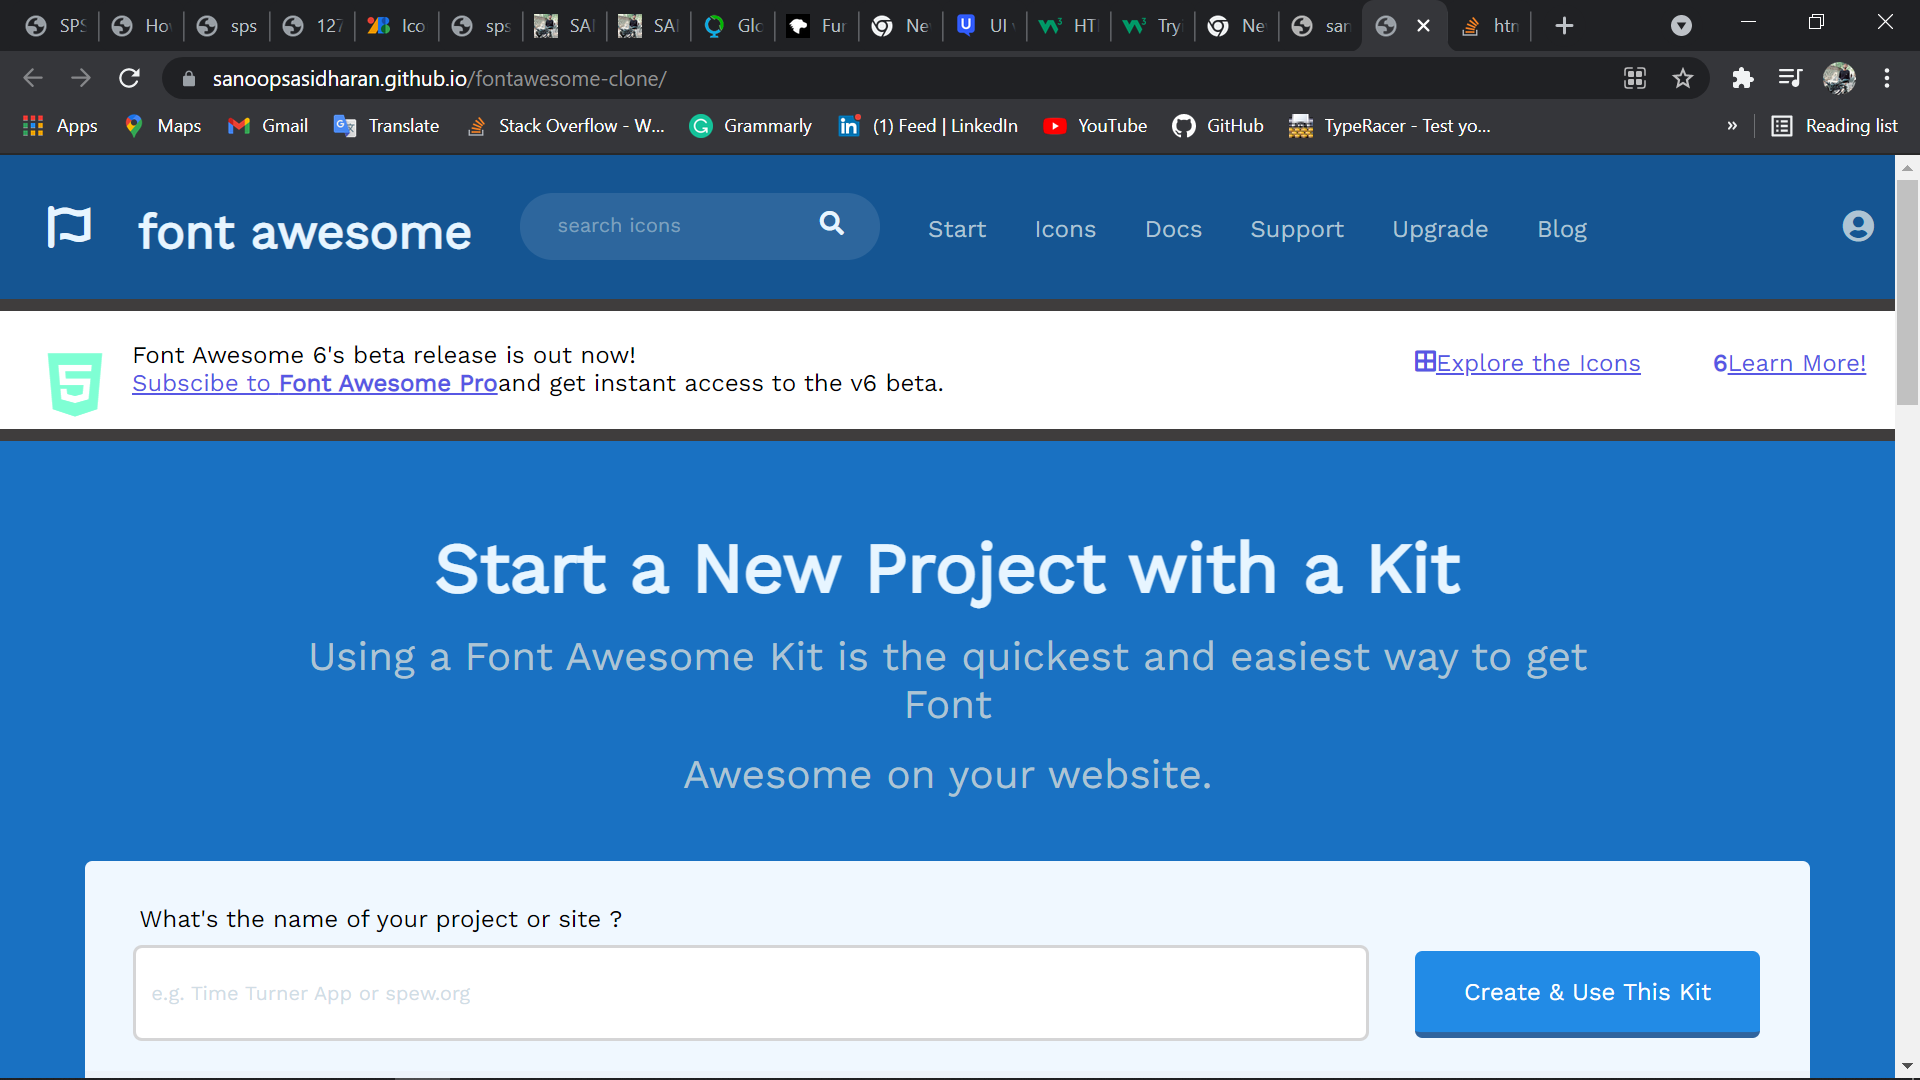 SPS
Ho
sps
127
Ico
sps
SAI
SAI
Glo
Fur
Ne
UI
HTI
Try
Ne
san
htn
sanoopsasidharan.github.io/fontawesome-clone/
Apps
Maps
Gmail
Translate
Stack Overflow - W...
Grammarly
(1) Feed | LinkedIn
YouTube
GitHub
TypeRacer - Test yo...
»
Reading list
font awesome
search icons
Start
Icons
Docs
Support
Upgrade
Blog
Font Awesome 6's beta release is out now!
Subscibe to Font Awesome Proand get instant access to the v6 beta.
Explore the Icons
6Learn More!
Start a New Project with a Kit
Using a Font Awesome Kit is the quickest and easiest way to get
Font
Awesome on your website.
What's the name of your project or site ?
e.g. Time Turner App or spew.org
Create & Use This Kit